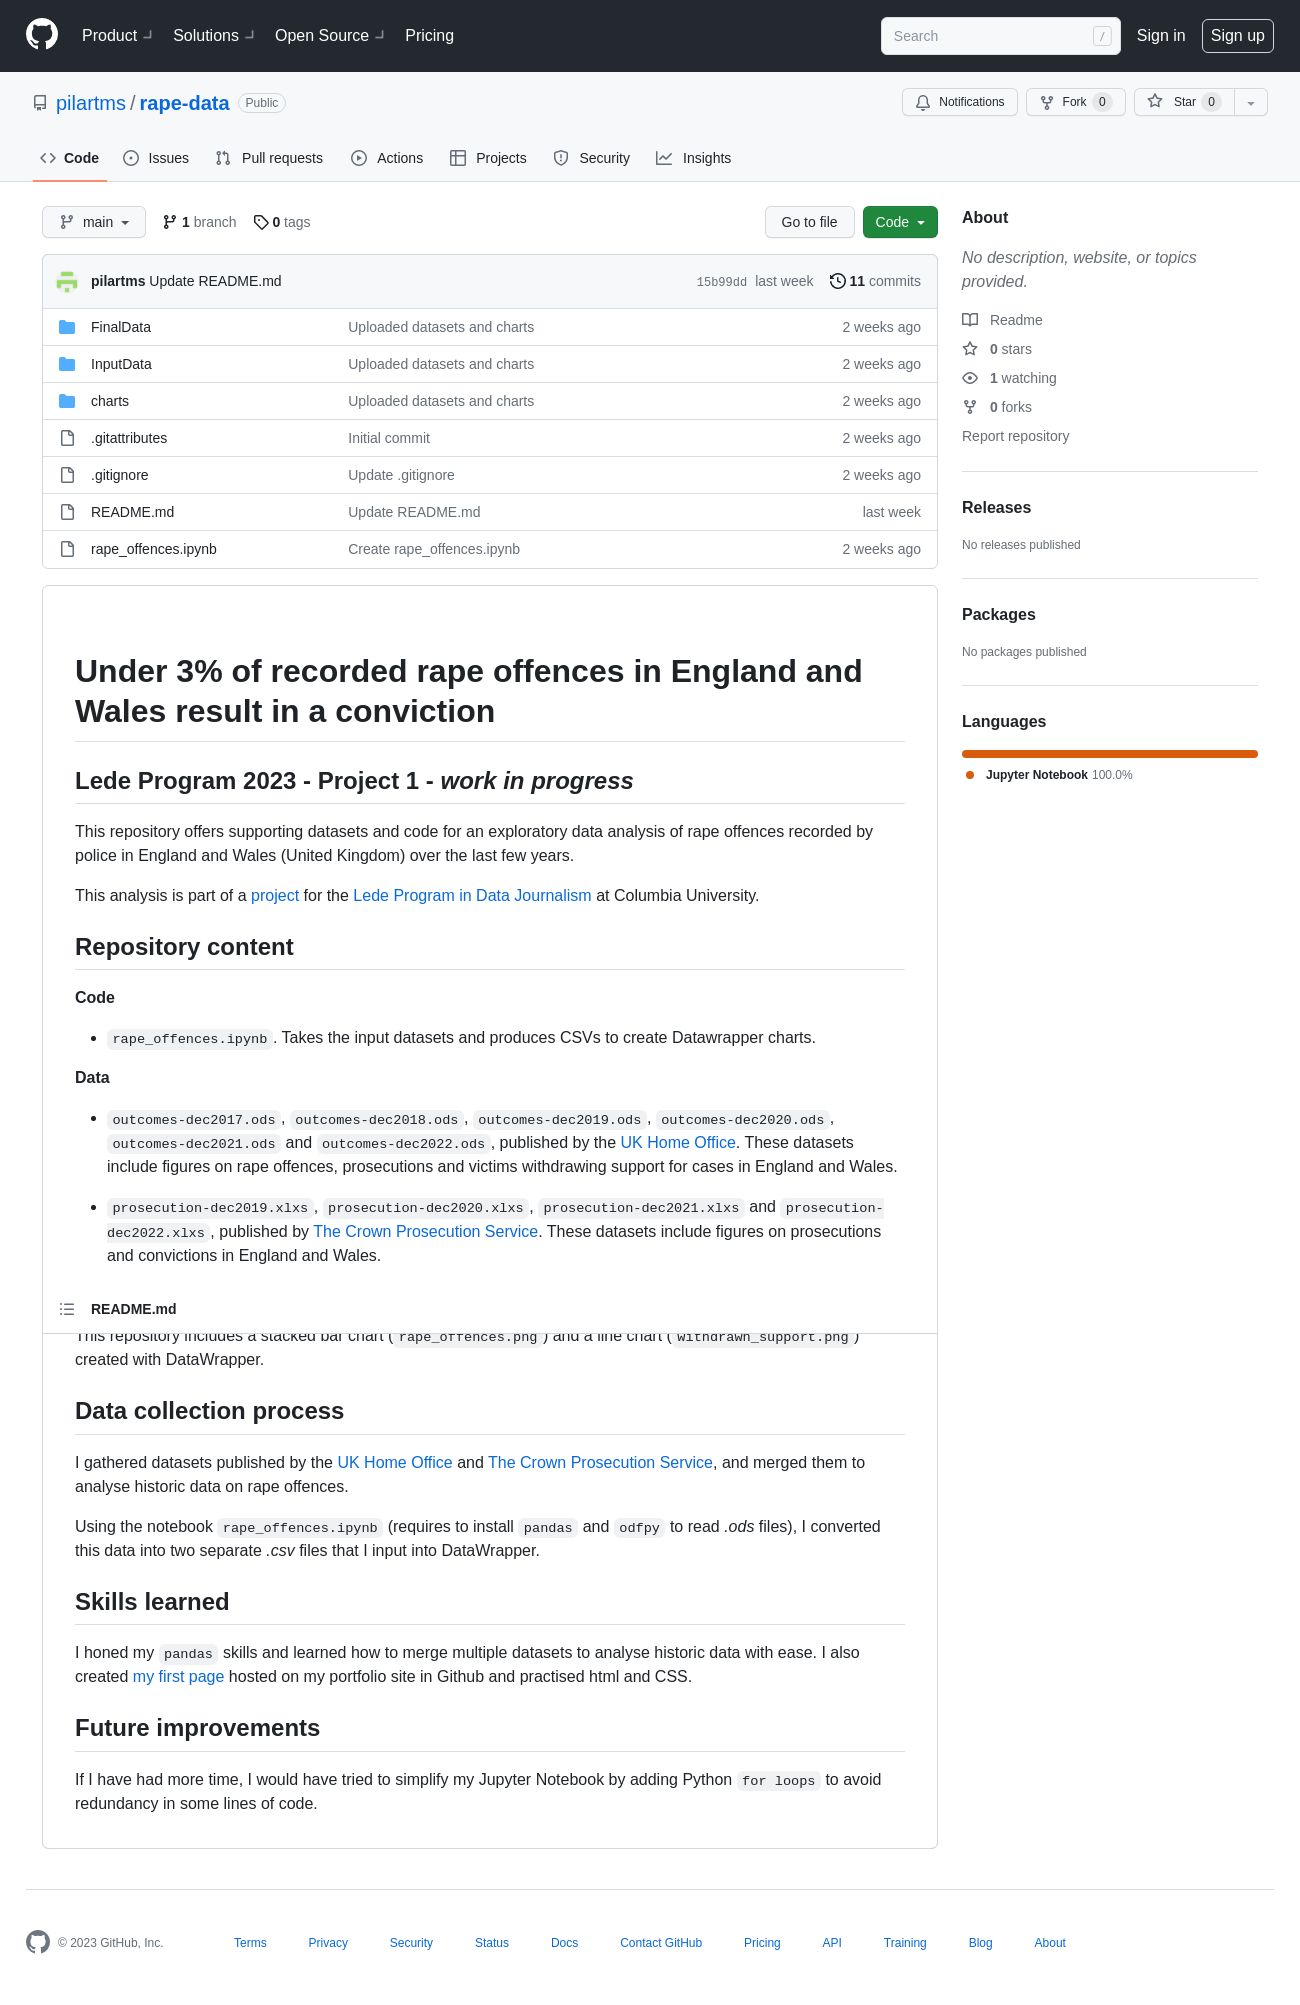 Product Solutions Open Source Pricing Search / Sign in Sign up
pilartms / rape-data Public Notifications Fork 0 Star 0
Code Issues Pull requests Actions Projects Security Insights
main 1 branch 0 tags Go to file Code
pilartms Update README.md 15b99dd last week 11 commits
FinalData Uploaded datasets and charts 2 weeks ago
InputData Uploaded datasets and charts 2 weeks ago
charts Uploaded datasets and charts 2 weeks ago
.gitattributes Initial commit 2 weeks ago
.gitignore Update .gitignore 2 weeks ago
README.md Update README.md last week
rape_offences.ipynb Create rape_offences.ipynb 2 weeks ago
Under 3% of recorded rape offences in England and
Wales result in a conviction
Lede Program 2023 - Project 1 - work in progress
This repository offers supporting datasets and code for an exploratory data analysis of rape offences recorded by
police in England and Wales (United Kingdom) over the last few years.
This analysis is part of a project for the Lede Program in Data Journalism at Columbia University.
Repository content
Code
rape_offences.ipynb. Takes the input datasets and produces CSVs to create Datawrapper charts.
Data
outcomes-dec2017.ods, outcomes-dec2018.ods, outcomes-dec2019.ods, outcomes-dec2020.ods,
outcomes-dec2021.ods and outcomes-dec2022.ods, published by the UK Home Office. These datasets
include figures on rape offences, prosecutions and victims withdrawing support for cases in England and Wales.
prosecution-dec2019.xlxs, prosecution-dec2020.xlxs, prosecution-dec2021.xlxs and prosecution-
dec2022.xlxs, published by The Crown Prosecution Service. These datasets include figures on prosecutions
and convictions in England and Wales.
README.md
This repository includes a stacked bar chart (rape_offences.png) and a line chart (withdrawn_support.png)
created with DataWrapper.
Data collection process
I gathered datasets published by the UK Home Office and The Crown Prosecution Service, and merged them to
analyse historic data on rape offences.
Using the notebook rape_offences.ipynb (requires to install pandas and odfpy to read .ods files), I converted
this data into two separate .csv files that I input into DataWrapper.
Skills learned
I honed my pandas skills and learned how to merge multiple datasets to analyse historic data with ease. I also
created my first page hosted on my portfolio site in Github and practised html and CSS.
Future improvements
If I have had more time, I would have tried to simplify my Jupyter Notebook by adding Python for loops to avoid
redundancy in some lines of code.
About
No description, website, or topics
provided.
Readme
0 stars
1 watching
0 forks
Report repository
Releases
No releases published
Packages
No packages published
Languages
Jupyter Notebook 100.0%
© 2023 GitHub, Inc. Terms Privacy Security Status Docs Contact GitHub Pricing API Training Blog About